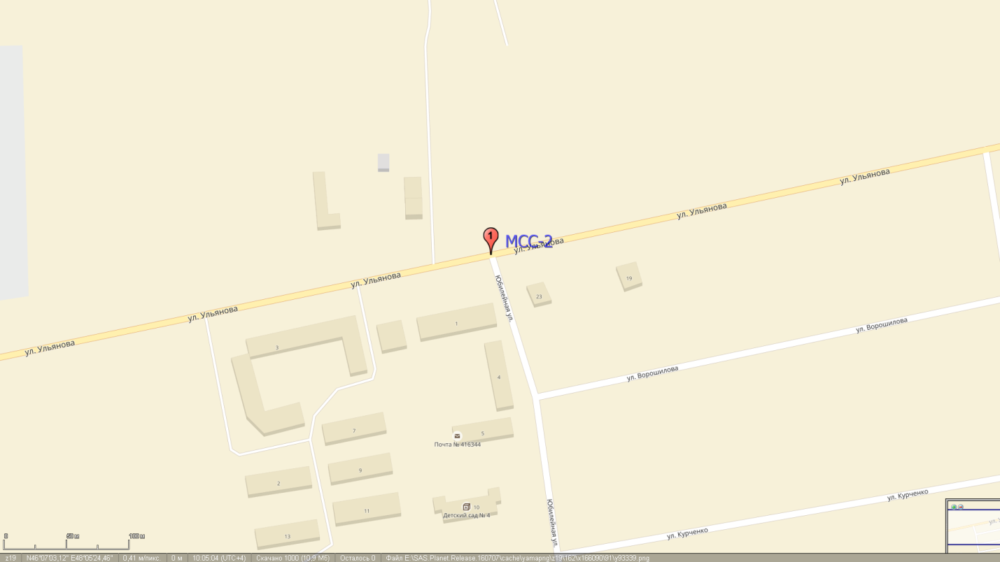 ул. Ульянова
ул. Ульянова
1
МСС-2
ул. Ульянова
ул. Ульянова
ул. Ульянова
19
Юбилейная ул.
23
ул. Ульянова
1
ул. Ворошилова
3
ул. Ульянова
ул. Ворошилова
4
7
5
Почта № 416344
9
2
ул. Курченко
11
10
Детский сад № 4
Юбилейная ул.
ул. Курченко
13
0 50 м 100 м
z19 N46°07'03,12" E48°05'24,46" 0,41 м/пикс. 0 м 10:05:04 (UTC+4) Скачано 1000 (10,9 Мб) Осталось 0 Файл E:\SAS.Planet.Release.160707\cache\yamapng\z19\162\x166090\91\y93339.png